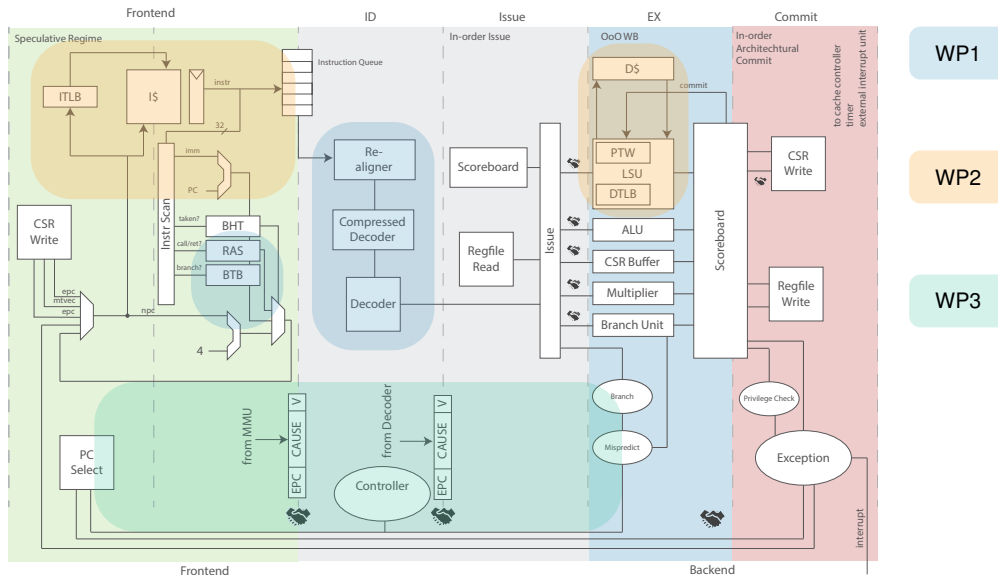 Frontend
ID
Issue
EX
Commit
Speculative Regime
In-order Issue
OoO WB
In-order
Architechtural
Commit
to cache controller
timer
external interrupt unit
WP1
WP2
WP3
Instruction Queue
ITLB
I$
instr
32
D$
commit
imm
PC
Instr Scan
Re-
aligner
Scoreboard
Issue
PTW
LSU
DTLB
Scoreboard
CSR
Write
CSR
Write
taken?
BHT
call/ret?
RAS
branch?
BTB
Compressed
Decoder
Decoder
Regfile
Read
ALU
CSR Buffer
Multiplier
Branch Unit
Regfile
Write
epc
mtvec
epc
npc
4
Branch
Mispredict
Privilege Check
Exception
from MMU
EPC CAUSE V
from Decoder
EPC CAUSE V
PC
Select
Controller
interrupt
Frontend
Backend